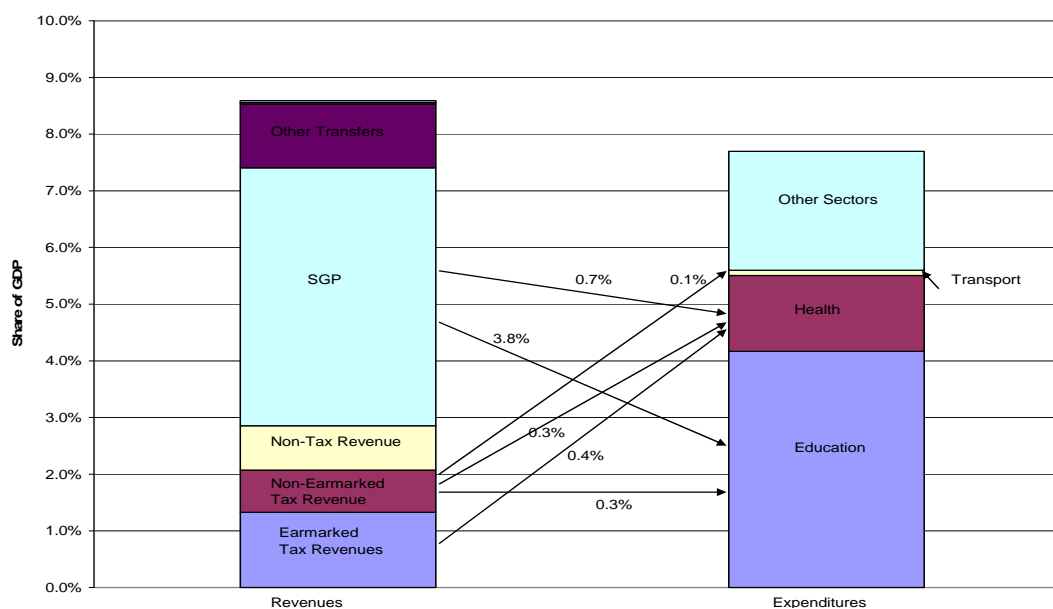 10.0%
9.0%
8.0%
7.0%
6.0%
5.0%
4.0%
3.0%
2.0%
1.0%
0.0%
Share of GDP
Other Transfers
SGP
Non-Tax Revenue
Non-Earmarked
Tax Revenue
Earmarked
Tax Revenues
0.7%
0.1%
3.8%
0.3%
0.4%
0.3%
Other Sectors
Transport
Health
Education
Revenues
Expenditures